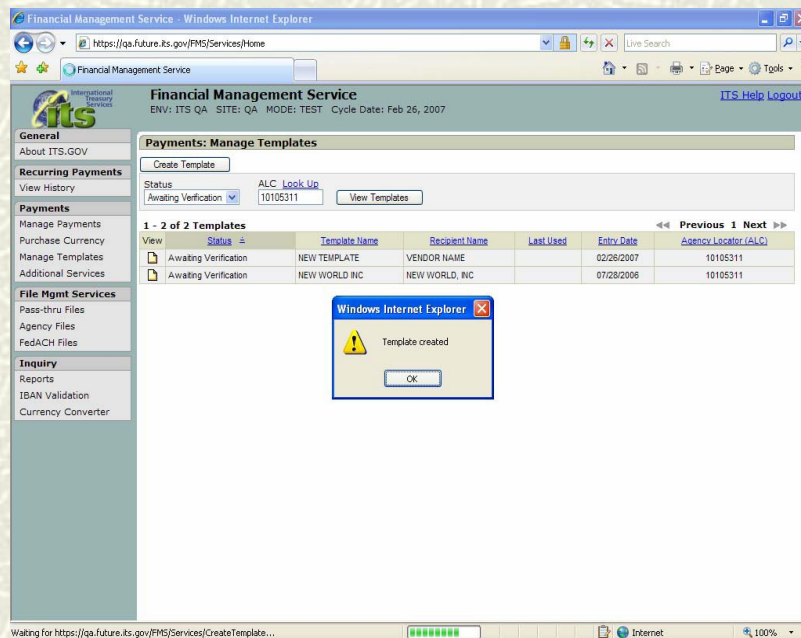 Financial Management Service - Windows Internet Explorer
https://qa.future.its.gov/FMS/Services/Home
Live Search
Financial Management Service
Page
Tools
International Treasury Services
its
Financial Management Service
ENV: ITS QA SITE: QA MODE: TEST Cycle Date: Feb 26, 2007
ITS Help Logout
General
About ITS.GOV
Recurring Payments
View History
Payments
Manage Payments
Purchase Currency
Manage Templates
Additional Services
File Mgmt Services
Pass-thru Files
Agency Files
FedACH Files
Inquiry
Reports
IBAN Validation
Currency Converter
Payments: Manage Templates
Create Template
Status
ALC Look Up
Awaiting Verification
10105311
View Templates
1 - 2 of 2 Templates
Previous 1 Next
View Status Template Name Recipient Name Last Used Entry Date Agency Locator (ALC)
Awaiting Verification NEW TEMPLATE VENDOR NAME 02/26/2007 10105311
Awaiting Verification NEW WORLD INC NEW WORLD, INC 07/28/2006 10105311
Windows Internet Explorer
Template created
OK
Waiting for https://qa.future.its.gov/FMS/Services/CreateTemplate...
Internet
100%